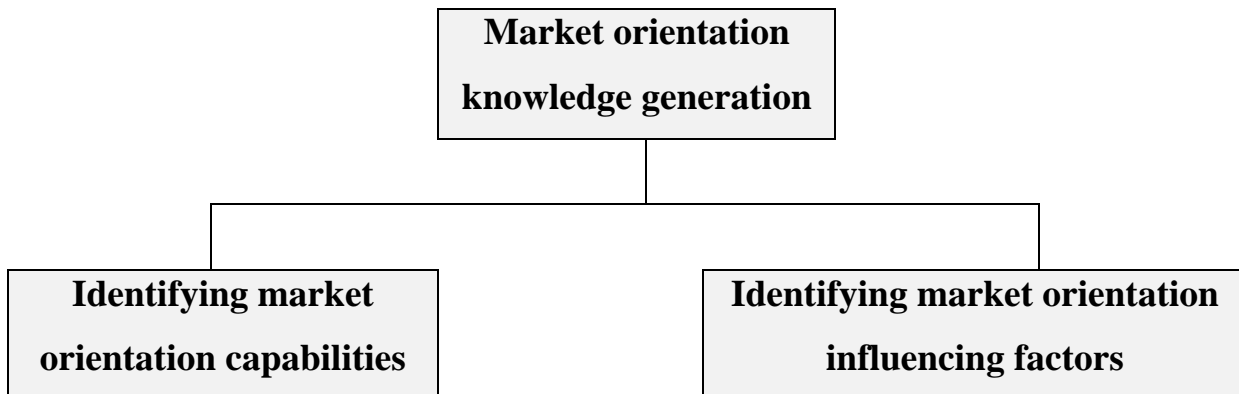 Market orientation
knowledge generation
Identifying market
orientation capabilities
Identifying market orientation
influencing factors